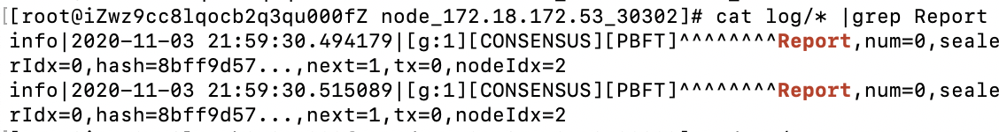 [root@iZwz9cc8lqocb2q3qu000fZ node_172.18.172.53_30302]# cat log/* |grep Report
info|2020-11-03 21:59:30.494179|[g:1][CONSENSUS][PBFT]^^^^^^^^Report,num=0,seale
rIdx=0,hash=8bff9d57...,next=1,tx=0,nodeIdx=2
info|2020-11-03 21:59:30.515089|[g:1][CONSENSUS][PBFT]^^^^^^^^Report,num=0,seale
rIdx=0,hash=8bff9d57...,next=1,tx=0,nodeIdx=2